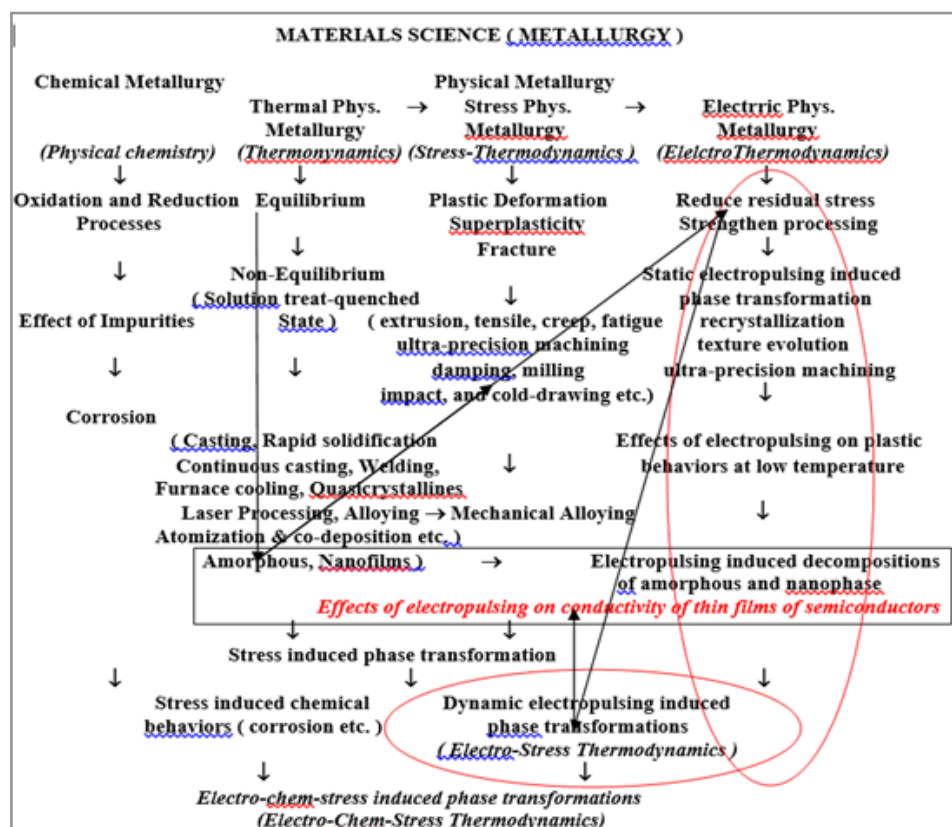 MATERIALS SCIENCE ( METALLURGY )
Chemical Metallurgy Physical Metallurgy
Thermal Phys. → Stress Phys. → Electrric Phys.
Metallurgy Metallurgy Metallurgy
(Physical chemistry) (Thermonynamics) (Stress-Thermodynamics ) (ElelctroThermodynamics)
↓ ↓ ↓ ↓
Oxidation and Reduction Equilibrium Plastic Deformation Reduce residual stress
Processes Superplasticity Strengthen processing
Fracture
↓ ↓ ↓
Non-Equilibrium Static electropulsing induced
( Solution treat-quenched ↓ phase transformation
Effect of Impurities State ) ( extrusion, tensile, creep, fatigue recrystallization
ultra-precision machining texture evolution
↓ ↓ damping, milling ultra-precision machining
impact, and cold-drawing etc.) ↓
Corrosion
( Casting, Rapid solidification Effects of electropulsing on plastic
Continuous casting, Welding, ↓ behaviors at low temperature
Furnace cooling, Quasicrystallines
Laser Processing, Alloying → Mechanical Alloying ↓
Atomization & co-deposition etc. )
Amorphous, Nanofilms ) → Electropulsing induced decompositions
of amorphous and nanophase
Effects of electropulsing on conductivity of thin films of semiconductors
↓ ↓
Stress induced phase transformation
↓ ↓ ↓
Stress induced chemical Dynamic electropulsing induced
behaviors ( corrosion etc. ) phase transformations
( Electro-Stress Thermodynamics )
↓ ↓
Electro-chem-stress induced phase transformations
(Electro-Chem-Stress Thermodynamics)